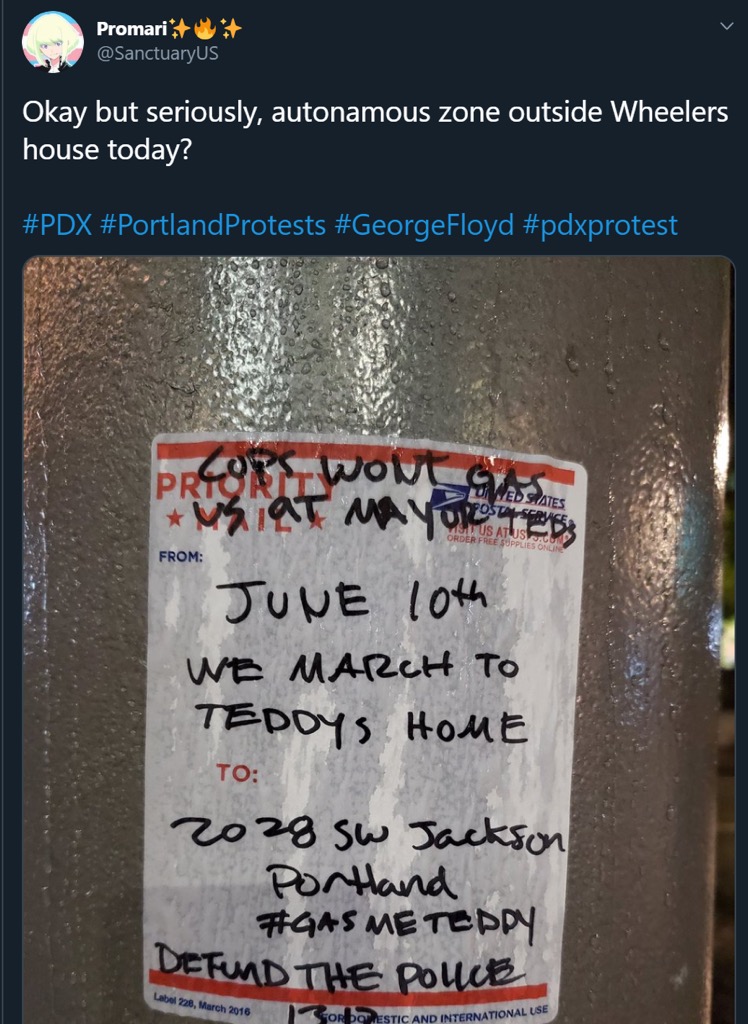 Promari✨🔥✨
@SanctuaryUS
Okay but seriously, autonamous zone outside Wheelers
house today?
#PDX #PortlandProtests #GeorgeFloyd #pdxprotest
COPS WONT GAS
PRIORITY
UNITED STATES
POSTAL SERVICE
US AT MAYOR TEDS
★ MAIL ★
VISIT US AT USPS.COM
ORDER FREE SUPPLIES ONLINE
FROM:
JUNE 10th
WE MARCH TO
TEDDYS HOME
TO:
2028 SW Jackson
Portland
#GASMETEDDY
DEFUND THE POLICE
Label 228, March 2016
1312
FOR DOMESTIC AND INTERNATIONAL USE